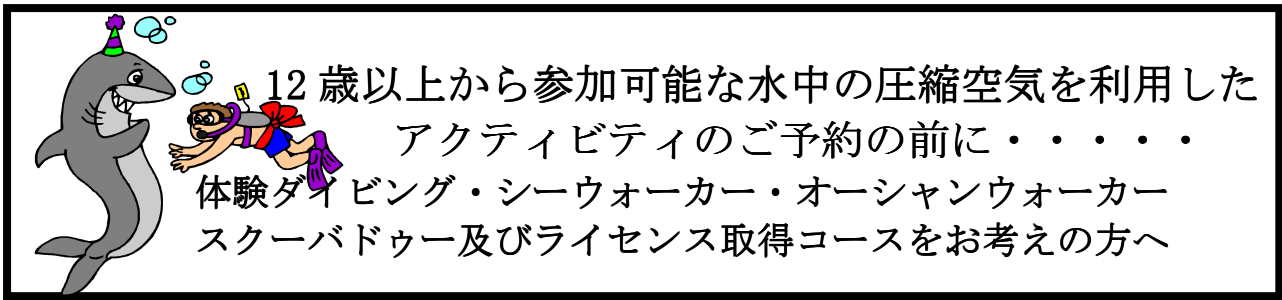 12歳以上から参加可能な水中の圧縮空気を利用した
アクティビティのご予約の前に・・・・・
体験ダイビング・シーウォーカー・オーシャンウォーカー
スクーバドゥー及びライセンス取得コースをお考えの方へ